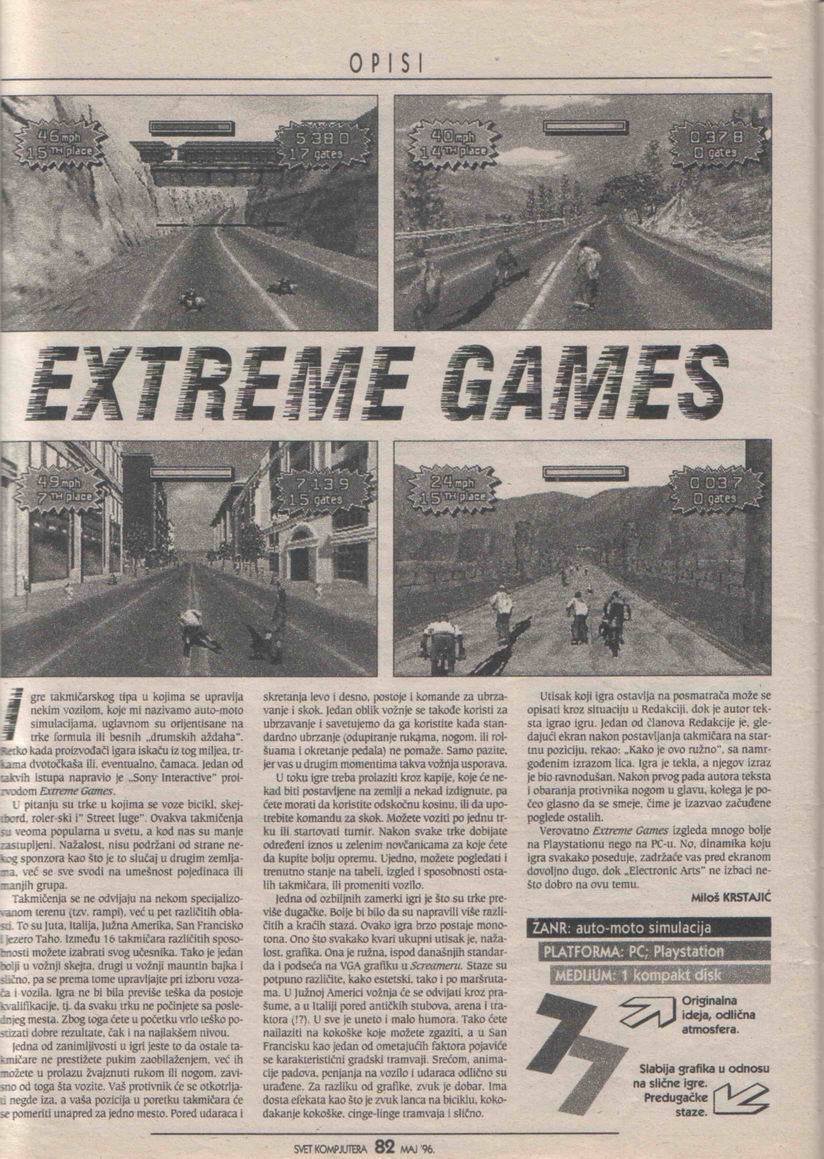 OPISI
46 mph
15TH place
5380
17 gates
40 mph
14TH place
0378
0 gates
EXTREME GAMES
49 mph
7TH place
7139
15 gates
24 mph
15TH place
0037
0 gates
Igre takmičarskog tipa u kojima se upravlja
nekim vozilom, koje mi nazivamo auto-moto
simulacijama, uglavnom su orijentisane na
trke formula ili besnih „drumskih aždaha".
Retko kada proizvođači igara iskaču iz tog miljea, tr-
kama dvotočkaša ili, eventualno, čamaca. Jedan od
takvih istupa napravio je „Sony Interactive" proi-
zvodom Extreme Games.
U pitanju su trke u kojima se voze bicikl, skej-
tbord, roler-ski i" Street luge". Ovakva takmičenja
su veoma popularna u svetu, a kod nas su manje
zastupljeni. Nažalost, nisu podržani od strane ne-
kog sponzora kao što je to slučaj u drugim zemlja-
ma, već se sve svodi na umešnost pojedinaca ili
manjih grupa.
Takmičenja se ne odvijaju na nekom specijalizo-
vanom terenu (tzv. rampi), već u pet različitih obla-
sti. To su Juta, Italija, Južna Amerika, San Francisko
i jezero Taho. Između 16 takmičara različitih sposo-
bnosti možete izabrati svog učesnika. Tako je jedan
bolji u vožnji skejta, drugi u vožnji mauntin bajka i
slično, pa se prema tome upravljajte pri izboru voza-
ča i vozila. Igra ne bi bila previše teška da postoje
kvalifikacije, tj. da svaku trku ne počinjete sa posle-
dnjeg mesta. Zbog toga ćete u početku vrlo teško po-
stizati dobre rezultate, čak i na najlakšem nivou.
Jedna od zanimljivosti u igri jeste to da ostale ta-
kmičare ne prestižete pukim zaobilaženjem, već ih
možete u prolazu žvajznuti rukom ili nogom, zavi-
sno od toga šta vozite. Vaš protivnik će se otkotrlja-
ti negde iza, a vaša pozicija u poretku takmičara će
se pomeriti unapred za jedno mesto. Pored udaraca i
skretanja levo i desno, postoje i komande za ubrza-
vanje i skok. Jedan oblik vožnje se takođe koristi za
ubrzavanje i savetujemo da ga koristite kada stan-
dardno ubrzanje (odupiranje rukama, nogom, ili rol-
šuama i okretanje pedala) ne pomaže. Samo pazite,
jer vas u drugim momentima takva vožnja usporava.
U toku igre treba prolaziti kroz kapije, koje će ne-
kad biti postavljene na zemlji a nekad izdignute, pa
ćete morati da koristite odskočnu kosinu, ili da upo-
trebite komandu za skok. Možete voziti po jednu tr-
ku ili startovati turnir. Nakon svake trke dobijate
određeni iznos u zelenim novčanicama za koje ćete
da kupite bolju opremu. Ujedno, možete pogledati i
trenutno stanje na tabeli, izgled i sposobnosti osta-
lih takmičara, ili promeniti vozilo.
Jedna od ozbiljnih zamerki igri je što su trke pre-
više dugačke. Bolje bi bilo da su napravili više razli-
čitih a kraćih staza. Ovako igra brzo postaje mono-
tona. Ono što svakako kvari ukupni utisak je, naža-
lost, grafika. Ona je ružna, ispod današnjih standar-
da i podseća na VGA grafiku u Screameru. Staze su
potpuno različite, kako estetski, tako i po maršruta-
ma. U Južnoj Americi vožnja će se odvijati kroz pra-
šume, a u Italiji pored antičkih stubova, arena i tra-
ktora (!?). U sve je uneto i malo humora. Tako ćete
nailaziti na kokoške koje možete zgaziti, a u San
Francisku kao jedan od ometajućih faktora pojaviće
se karakteristični gradski tramvaji. Srećom, anima-
cije padova, penjanja na vozilo i udaraca odlično su
urađene. Za razliku od grafike, zvuk je dobar. Ima
dosta efekata kao što je zvuk lanca na biciklu, koko-
dakanje kokoške, cinge-linge tramvaja i slično.
Utisak koji igra ostavlja na posmatrača može se
opisati kroz situaciju u Redakciji, dok je autor tek-
sta igrao igru. Jedan od članova Redakcije je, gle-
dajući ekran nakon postavljanja takmičara na star-
tnu poziciju, rekao: „Kako je ovo ružno". sa namr-
gođenim izrazom lica. Igra je tekla, a njegov izraz
je bio ravnodušan. Nakon prvog pada autora teksta
i obaranja protivnika nogom u glavu, kolega je po-
čeo glasno da se smeje, čime je izazvao začuđene
poglede ostalih.
Verovatno Extreme Games izgleda mnogo bolje
na Playstationu nego na PC-u. No, dinamika koju
igra svakako poseduje, zadržaće vas pred ekranom
dovoljno dugo, dok „Electronic Arts" ne izbaci ne-
što dobro na ovu temu.
Miloš KRSTAJIĆ
ŽANR: auto-moto simulacija
PLATFORMA: PC; Playstation
MEDIJUM: 1 kompakt disk
77
Originalna
ideja, odlična
atmosfera.
Slabija grafika u odnosu
na slične igre.
Predugačke
staze.
SVET KOMPJUTERA 82 MAJ '96.